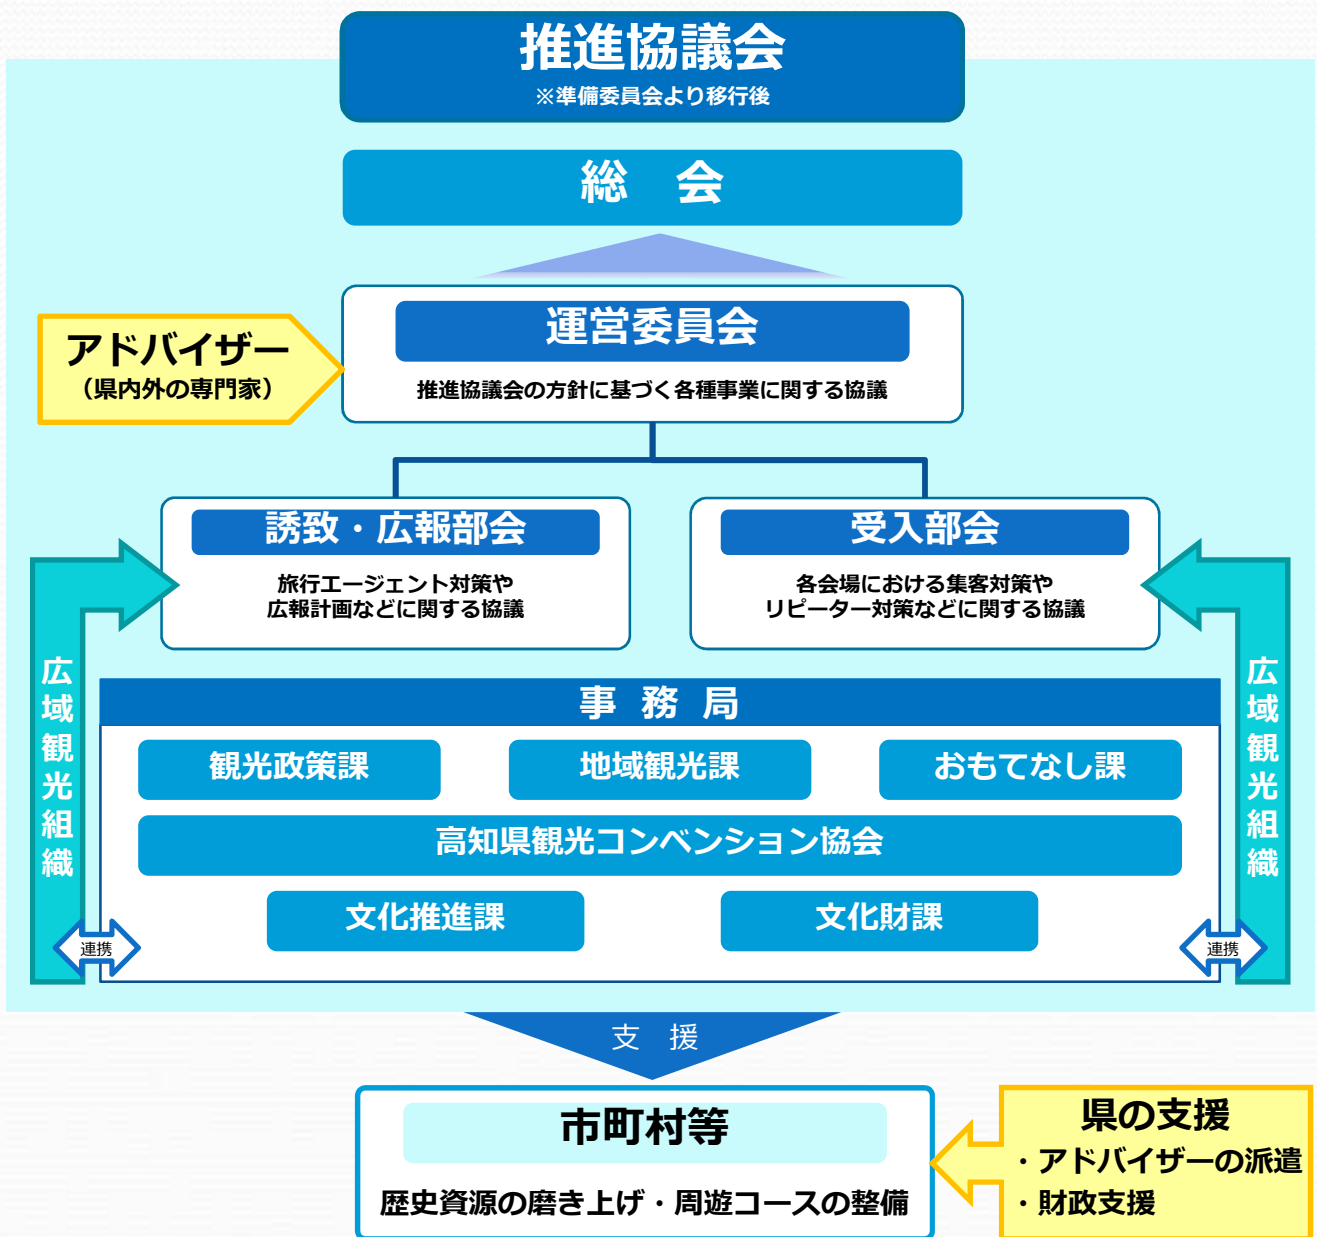 推進協議会
※準備委員会より移行後
総　会
運営委員会
推進協議会の方針に基づく各種事業に関する協議
アドバイザー
（県内外の専門家）
誘致・広報部会
旅行エージェント対策や
広報計画などに関する協議
受入部会
各会場における集客対策や
リピーター対策などに関する協議
広域観光組織
広域観光組織
事 務 局
観光政策課
地域観光課
おもてなし課
高知県観光コンベンション協会
文化推進課
文化財課
連携
連携
支　援
市町村等
歴史資源の磨き上げ・周遊コースの整備
県の支援
・アドバイザーの派遣
・財政支援